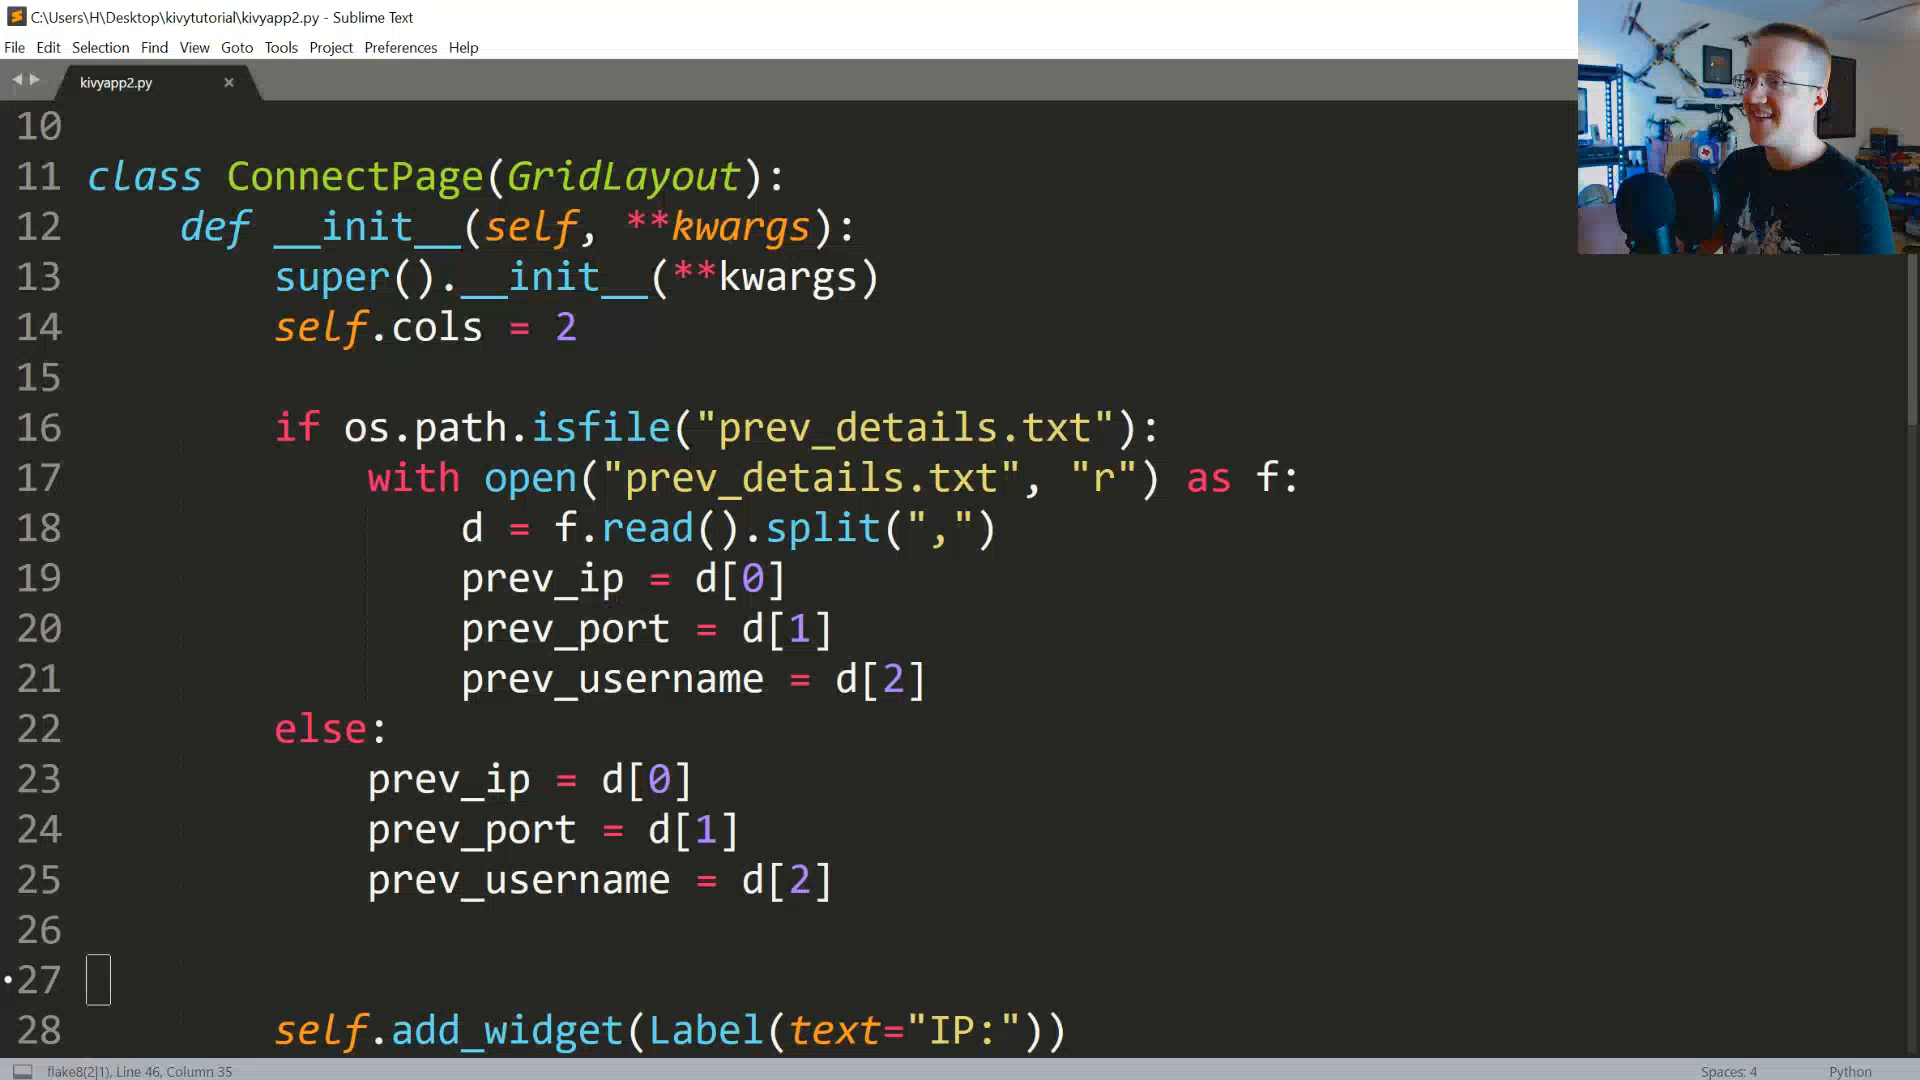 C:\Users\H\Desktop\kivytutorial\kivyapp2.py - Sublime Text
File Edit Selection Find View Goto Tools Project Preferences Help
kivyapp2.py ×
10
11 class ConnectPage(GridLayout):
12 def __init__(self, **kwargs):
13 super().__init__(**kwargs)
14 self.cols = 2
15
16 if os.path.isfile("prev_details.txt"):
17 with open("prev_details.txt", "r") as f:
18 d = f.read().split(",")
19 prev_ip = d[0]
20 prev_port = d[1]
21 prev_username = d[2]
22 else:
23 prev_ip = d[0]
24 prev_port = d[1]
25 prev_username = d[2]
26
27
28 self.add_widget(Label(text="IP:"))
flake8(2|1), Line 46, Column 35 Spaces: 4 Python